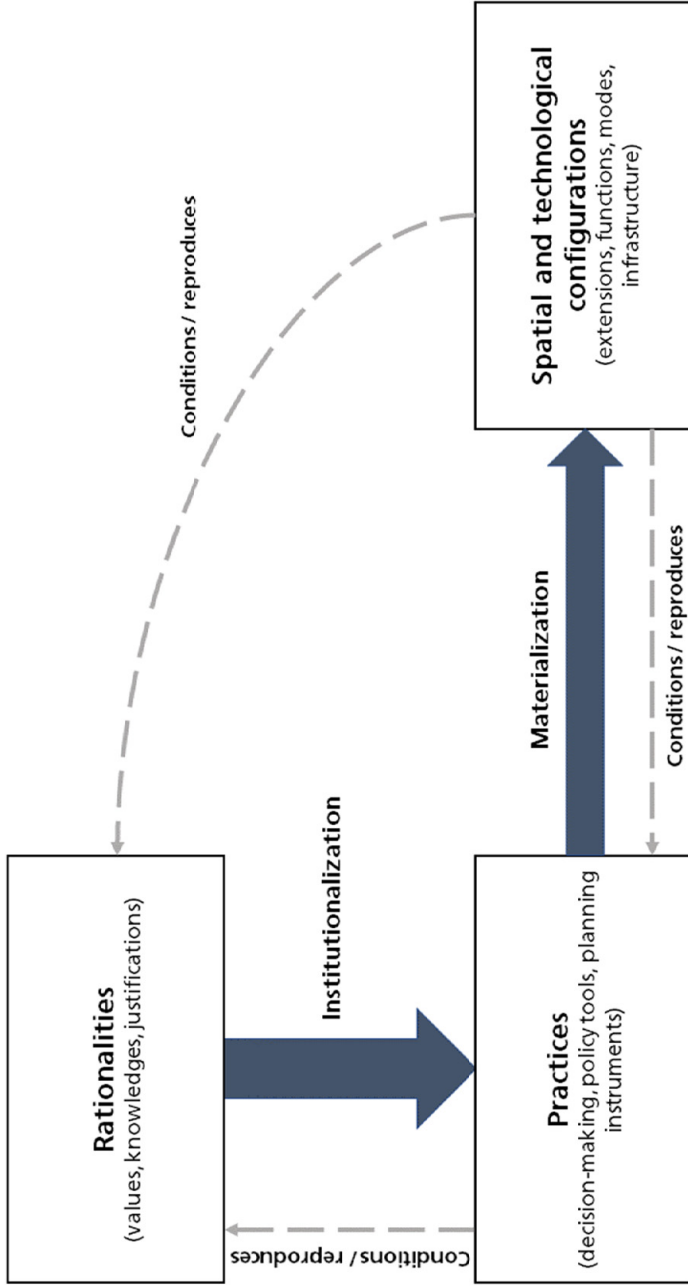 Rationalities
(values, knowledges, justifications)
Conditions / reproduces
Institutionalization
Conditions / reproduces
Practices
(decision-making, policy tools, planning
instruments)
Materialization
Conditions / reproduces
Spatial and technological
configurations
(extensions, functions, modes,
infrastructure)